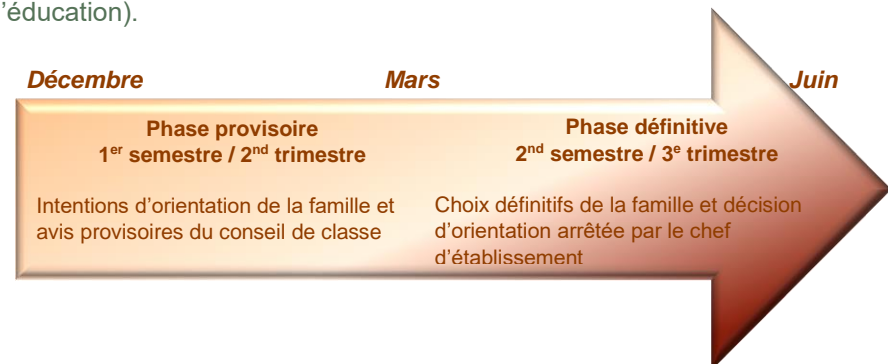 ’éducation).
Décembre Mars Juin
Phase provisoire
1er semestre / 2nd trimestre
Intentions d’orientation de la famille et
avis provisoires du conseil de classe
Phase définitive
2nd semestre / 3e trimestre
Choix définitifs de la famille et décision
d’orientation arrêtée par le chef
d’établissement